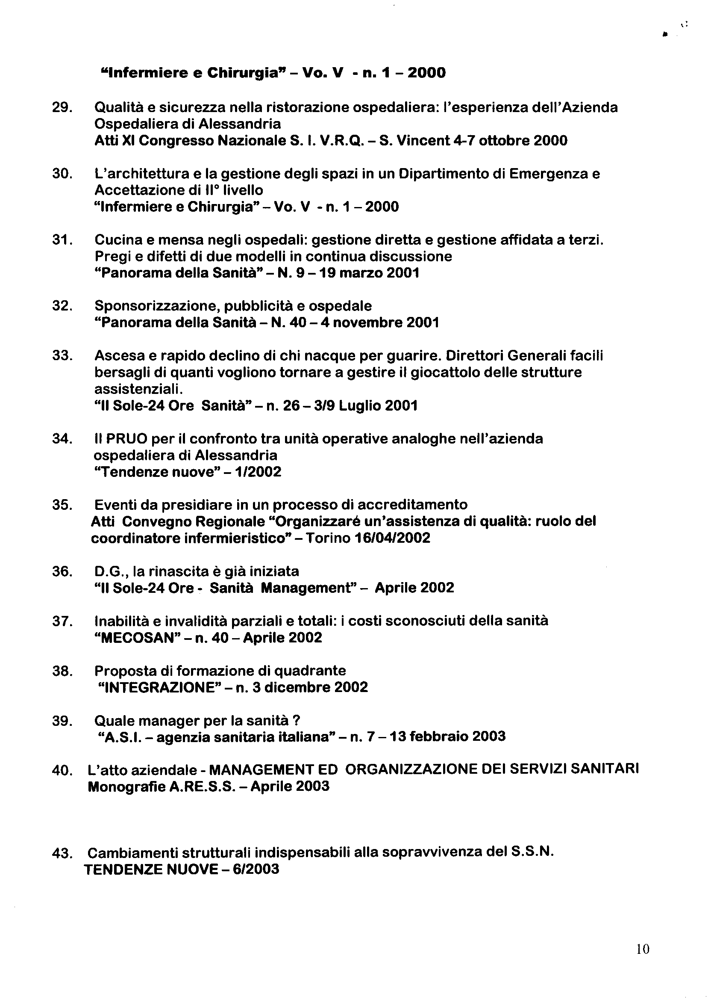 “Infermiere e Chirurgia” – Vo. V - n. 1 – 2000
29. Qualità e sicurezza nella ristorazione ospedaliera: l’esperienza dell’Azienda
Ospedaliera di Alessandria
Atti XI Congresso Nazionale S. I. V.R.Q. – S. Vincent 4-7 ottobre 2000
30. L’architettura e la gestione degli spazi in un Dipartimento di Emergenza e
Accettazione di II° livello
“Infermiere e Chirurgia” – Vo. V - n. 1 – 2000
31. Cucina e mensa negli ospedali: gestione diretta e gestione affidata a terzi.
Pregi e difetti di due modelli in continua discussione
“Panorama della Sanità” – N. 9 – 19 marzo 2001
32. Sponsorizzazione, pubblicità e ospedale
“Panorama della Sanità – N. 40 – 4 novembre 2001
33. Ascesa e rapido declino di chi nacque per guarire. Direttori Generali facili
bersagli di quanti vogliono tornare a gestire il giocattolo delle strutture
assistenziali.
“Il Sole-24 Ore Sanità” – n. 26 – 3/9 Luglio 2001
34. Il PRUO per il confronto tra unità operative analoghe nell’azienda
ospedaliera di Alessandria
“Tendenze nuove” – 1/2002
35. Eventi da presidiare in un processo di accreditamento
Atti Convegno Regionale “Organizzaré un’assistenza di qualità: ruolo del
coordinatore infermieristico” – Torino 16/04/2002
36. D.G., la rinascita è già iniziata
“Il Sole-24 Ore - Sanità Management” – Aprile 2002
37. Inabilità e invalidità parziali e totali: i costi sconosciuti della sanità
“MECOSAN” – n. 40 – Aprile 2002
38. Proposta di formazione di quadrante
“INTEGRAZIONE” – n. 3 dicembre 2002
39. Quale manager per la sanità ?
“A.S.I. – agenzia sanitaria italiana” – n. 7 – 13 febbraio 2003
40. L’atto aziendale - MANAGEMENT ED ORGANIZZAZIONE DEI SERVIZI SANITARI
Monografie A.RE.S.S. – Aprile 2003
43. Cambiamenti strutturali indispensabili alla sopravvivenza del S.S.N.
TENDENZE NUOVE – 6/2003
10